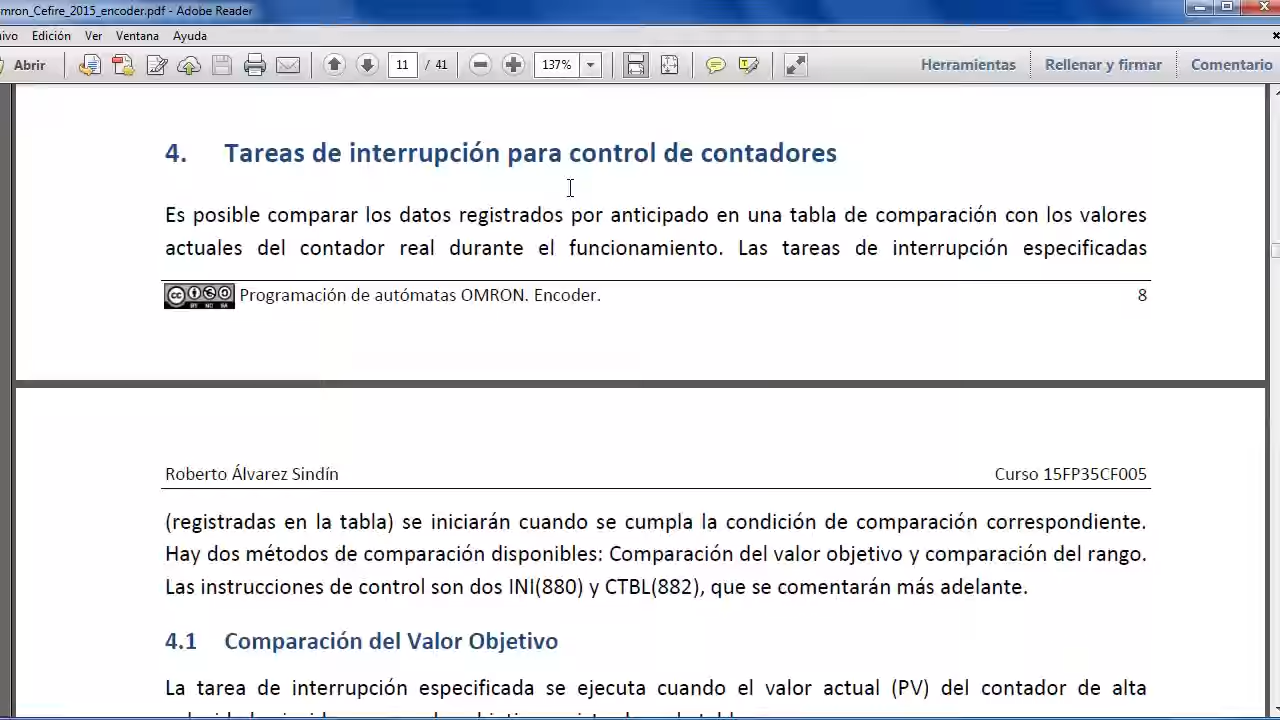 omron_Cefire_2015_encoder.pdf - Adobe Reader
Edición Ver Ventana Ayuda
Abrir 11 / 41 137% Herramientas Rellenar y firmar Comentario
4. Tareas de interrupción para control de contadores
Es posible comparar los datos registrados por anticipado en una tabla de comparación con los valores
actuales del contador real durante el funcionamiento. Las tareas de interrupción especificadas
cc BY NC SA Programación de autómatas OMRON. Encoder. 8
Roberto Álvarez Sindín Curso 15FP35CF005
(registradas en la tabla) se iniciarán cuando se cumpla la condición de comparación correspondiente.
Hay dos métodos de comparación disponibles: Comparación del valor objetivo y comparación del rango.
Las instrucciones de control son dos INI(880) y CTBL(882), que se comentarán más adelante.
4.1 Comparación del Valor Objetivo
La tarea de interrupción especificada se ejecuta cuando el valor actual (PV) del contador de alta